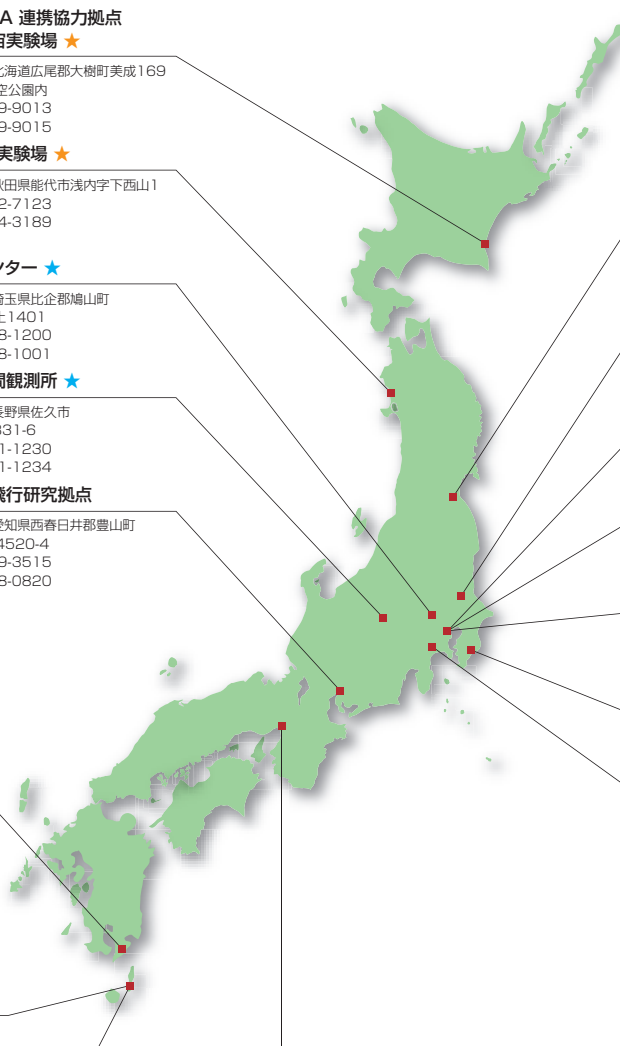 A 連携協力拠点
宙実験場 ★
北海道広尾郡大樹町美成169
空公園内
9-9013
9-9015
実験場 ★
秋田県能代市浅内字下西山1
2-7123
4-3189
ンター ★
埼玉県比企郡鳩山町
上1401
8-1200
8-1001
間観測所 ★
長野県佐久市
831-6
1-1230
1-1234
飛行研究拠点
愛知県西春日井郡豊山町
4520-4
9-3515
8-0820